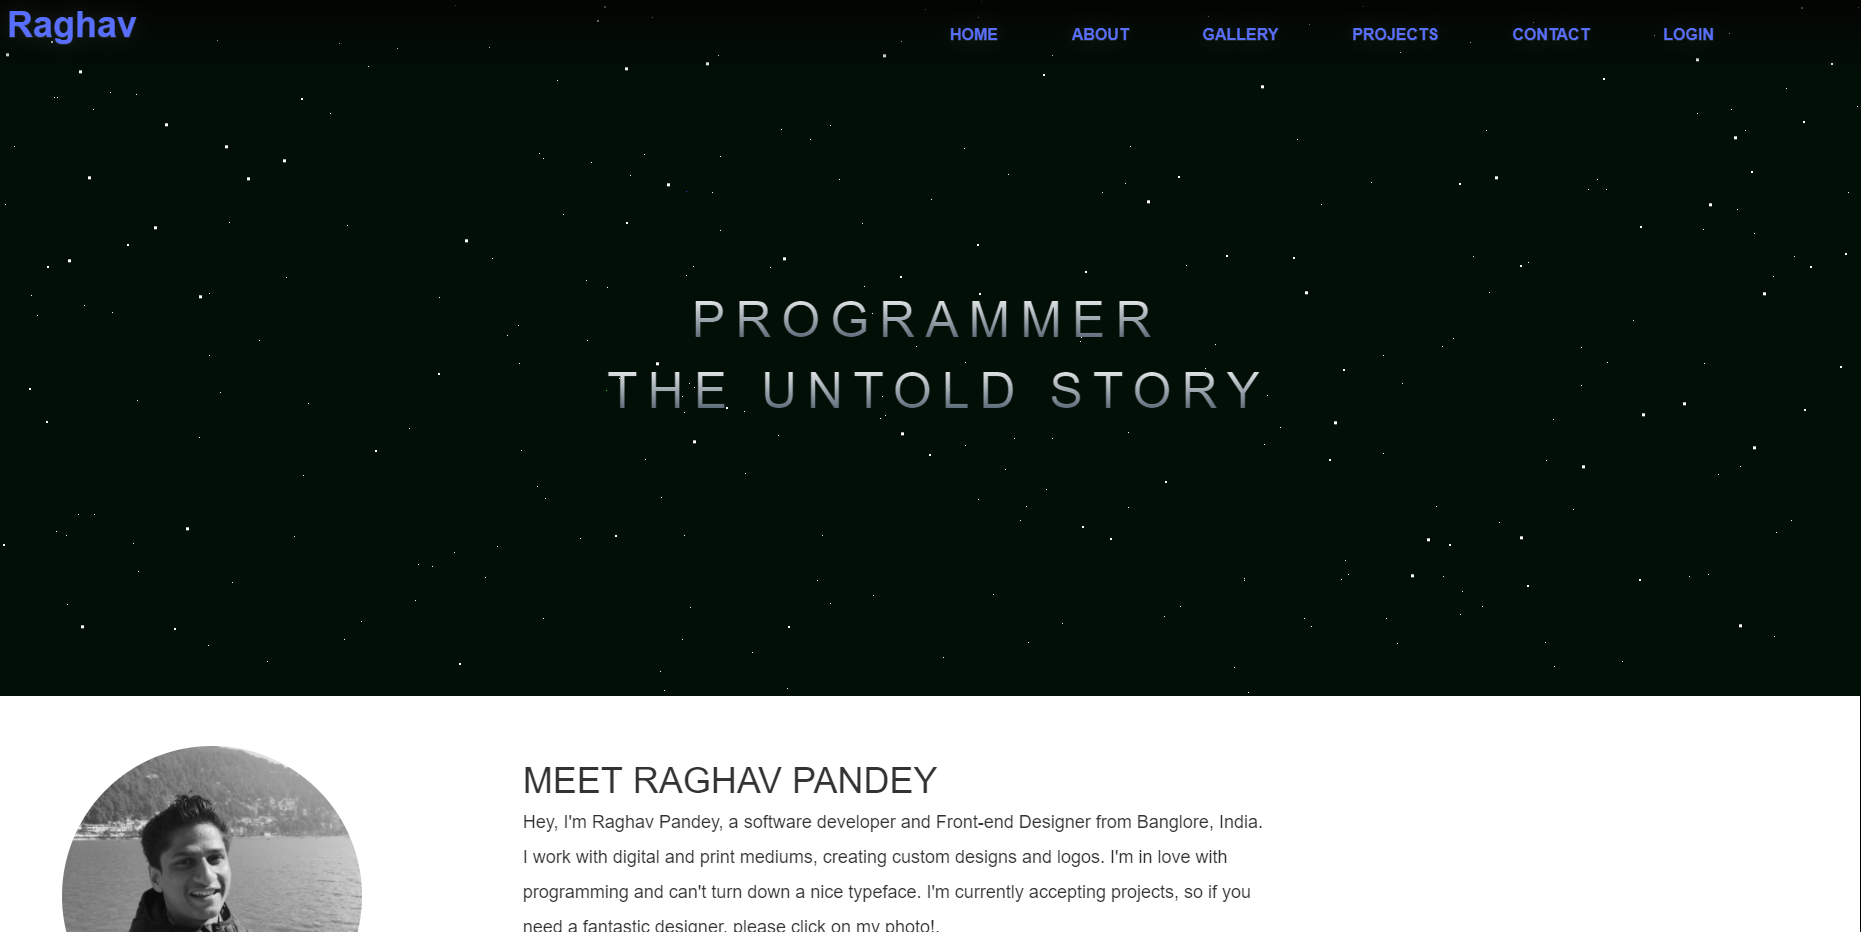 Raghav
HOME ABOUT GALLERY PROJECTS CONTACT LOGIN
PROGRAMMER
THE UNTOLD STORY
MEET RAGHAV PANDEY
Hey, I'm Raghav Pandey, a software developer and Front-end Designer from Banglore, India.
I work with digital and print mediums, creating custom designs and logos. I'm in love with
programming and can't turn down a nice typeface. I'm currently accepting projects, so if you
need a fantastic designer, please click on my photo!.